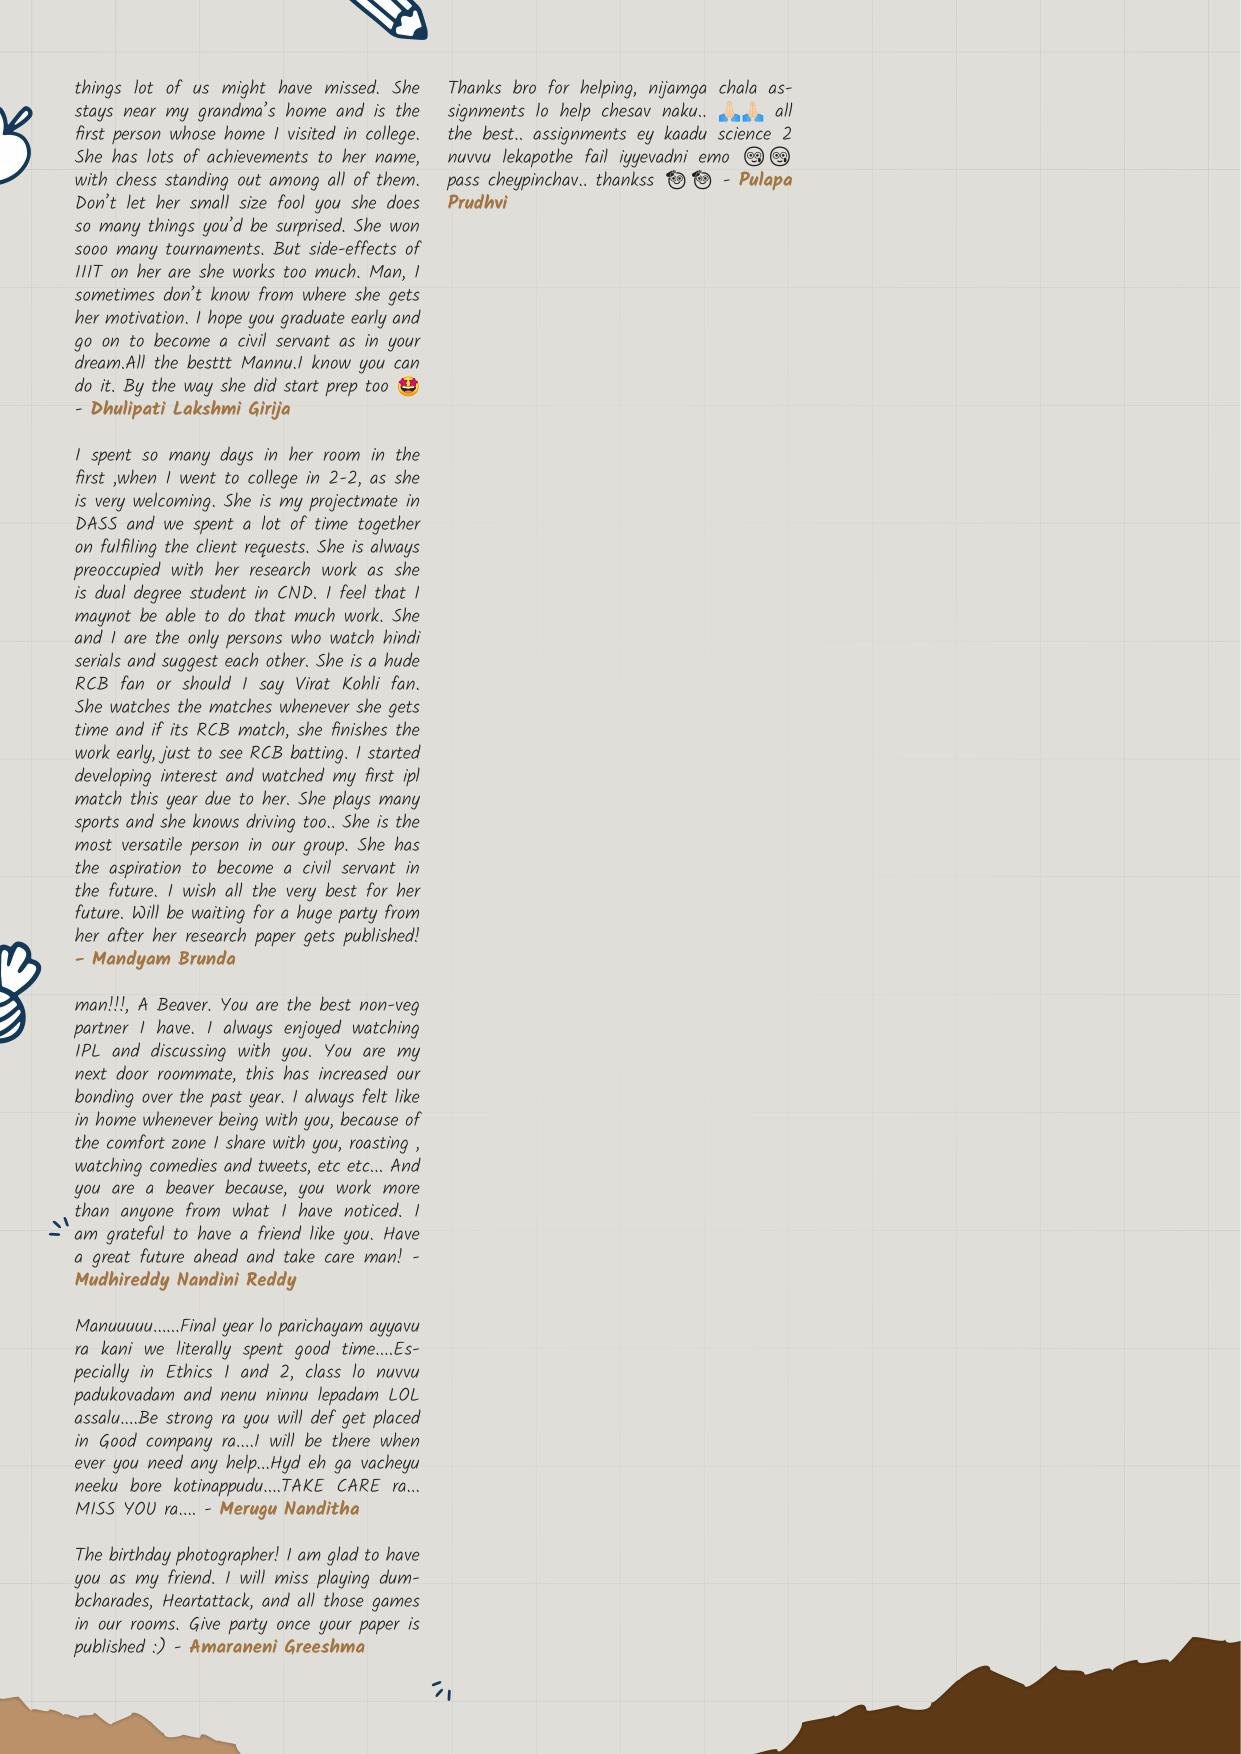 things lot of us might have missed. She
stays near my grandma's home and is the
first person whose home I visited in college.
She has lots of achievements to her name,
with chess standing out among all of them.
Don't let her small size fool you she does
so many things you'd be surprised. She won
sooo many tournaments. But side-effects of
IIIT on her are she works too much. Man, I
sometimes don't know from where she gets
her motivation. I hope you graduate early and
go on to become a civil servant as in your
dream.All the besttt Mannu.I know you can
do it. By the way she did start prep too 🤩
- Dhulipati Lakshmi Girija
I spent so many days in her room in the
first ,when I went to college in 2-2, as she
is very welcoming. She is my projectmate in
DASS and we spent a lot of time together
on fulfiling the client requests. She is always
preoccupied with her research work as she
is dual degree student in CND. I feel that I
maynot be able to do that much work. She
and I are the only persons who watch hindi
serials and suggest each other. She is a hude
RCB fan or should I say Virat Kohli fan.
She watches the matches whenever she gets
time and if its RCB match, she finishes the
work early, just to see RCB batting. I started
developing interest and watched my first ipl
match this year due to her. She plays many
sports and she knows driving too.. She is the
most versatile person in our group. She has
the aspiration to become a civil servant in
the future. I wish all the very best for her
future. Will be waiting for a huge party from
her after her research paper gets published!
– Mandyam Brunda
man!!!, A Beaver. You are the best non-veg
partner I have. I always enjoyed watching
IPL and discussing with you. You are my
next door roommate, this has increased our
bonding over the past year. I always felt like
in home whenever being with you, because of
the comfort zone I share with you, roasting ,
watching comedies and tweets, etc etc... And
you are a beaver because, you work more
than anyone from what I have noticed. I
am grateful to have a friend like you. Have
a great future ahead and take care man! -
Mudhireddy Nandini Reddy
Manuuuuu......Final year lo parichayam ayyavu
ra kani we literally spent good time....Es-
pecially in Ethics 1 and 2, class lo nuvvu
padukovadam and nenu ninnu lepadam LOL
assalu....Be strong ra you will def get placed
in Good company ra....I will be there when
ever you need any help...Hyd eh ga vacheyu
neeku bore kotinappudu....TAKE CARE ra...
MISS YOU ra.... - Merugu Nanditha
The birthday photographer! I am glad to have
you as my friend. I will miss playing dum-
bcharades, Heartattack, and all those games
in our rooms. Give party once your paper is
published :) - Amaraneni Greeshma
Thanks bro for helping, nijamga chala as-
signments lo help chesav naku.. 🙏🏻🙏🏻 all
the best.. assignments ey kaadu science 2
nuvvu lekapothe fail iyyevadni emo 🥲🥲
pass cheypinchav.. thankss 🫡🫡 - Pulapa
Prudhvi